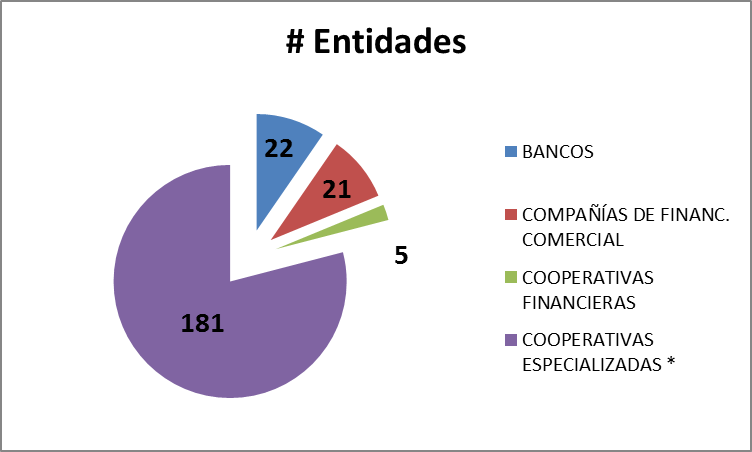 # Entidades
22
21
5
181
BANCOS
COMPAÑÍAS DE FINANC.
COMERCIAL
COOPERATIVAS
FINANCIERAS
COOPERATIVAS
ESPECIALIZADAS *